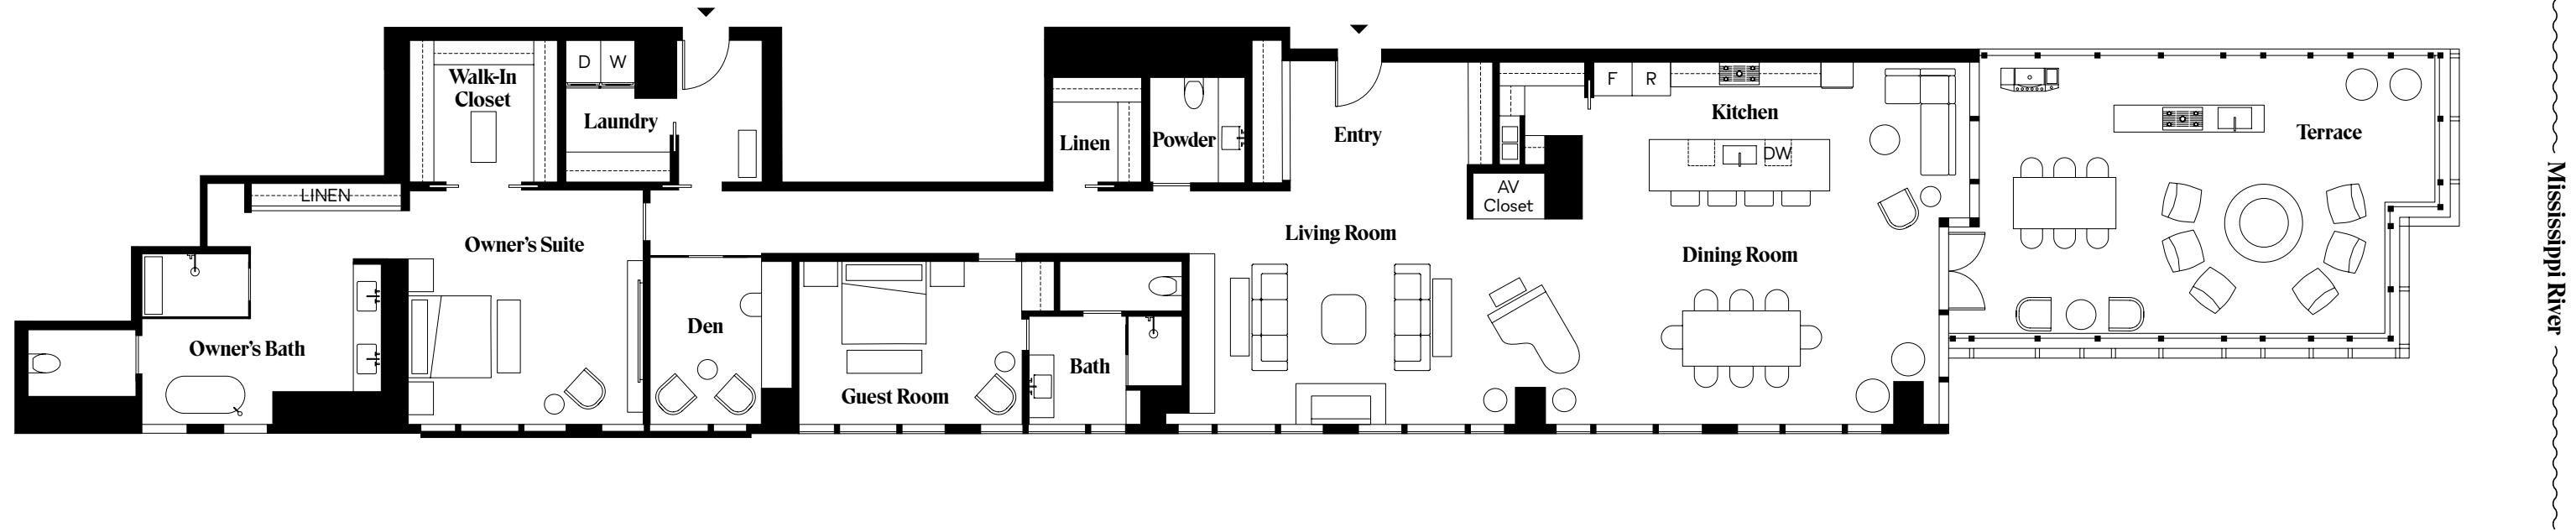 Walk-In
Closet
D
W
Laundry
Linen
Powder
Entry
F
R
Kitchen
DW
AV
Closet
Terrace
Mississippi River
LINEN
Owner's Suite
Living Room
Dining Room
Owner's Bath
Den
Guest Room
Bath